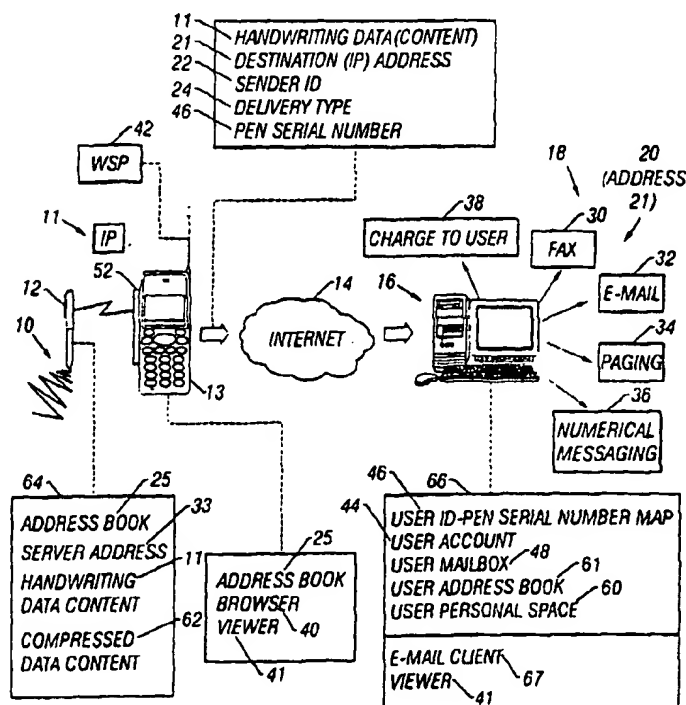 11 HANDWRITING DATA (CONTENT)
21 DESTINATION (IP) ADDRESS
22 SENDER ID
24 DELIVERY TYPE
46 PEN SERIAL NUMBER
42
WSP
11
IP
52
12
10
13
14
INTERNET
16
38
CHARGE TO USER
18
20
(ADDRESS
21)
30
FAX
32
E-MAIL
34
PAGING
36
NUMERICAL
MESSAGING
64
25
ADDRESS BOOK
33
SERVER ADDRESS
11
HANDWRITING
DATA CONTENT
62
COMPRESSED
DATA CONTENT
25
ADDRESS BOOK
BROWSER
40
VIEWER
41
46
66
USER ID-PEN SERIAL NUMBER MAP
44
USER ACCOUNT
USER MAILBOX 48
USER ADDRESS BOOK 61
USER PERSONAL SPACE 60
E-MAIL CLIENT
67
VIEWER 41